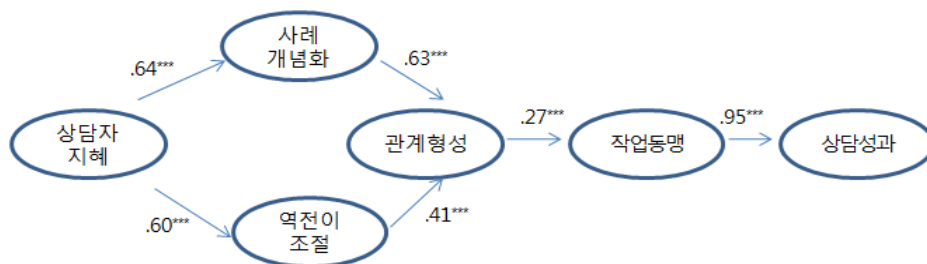 사례
개념화
.64***
.63***
상담자
지혜
관계형성
.27***
작업동맹
.95***
상담성과
.60***
역전이
조절
.41***